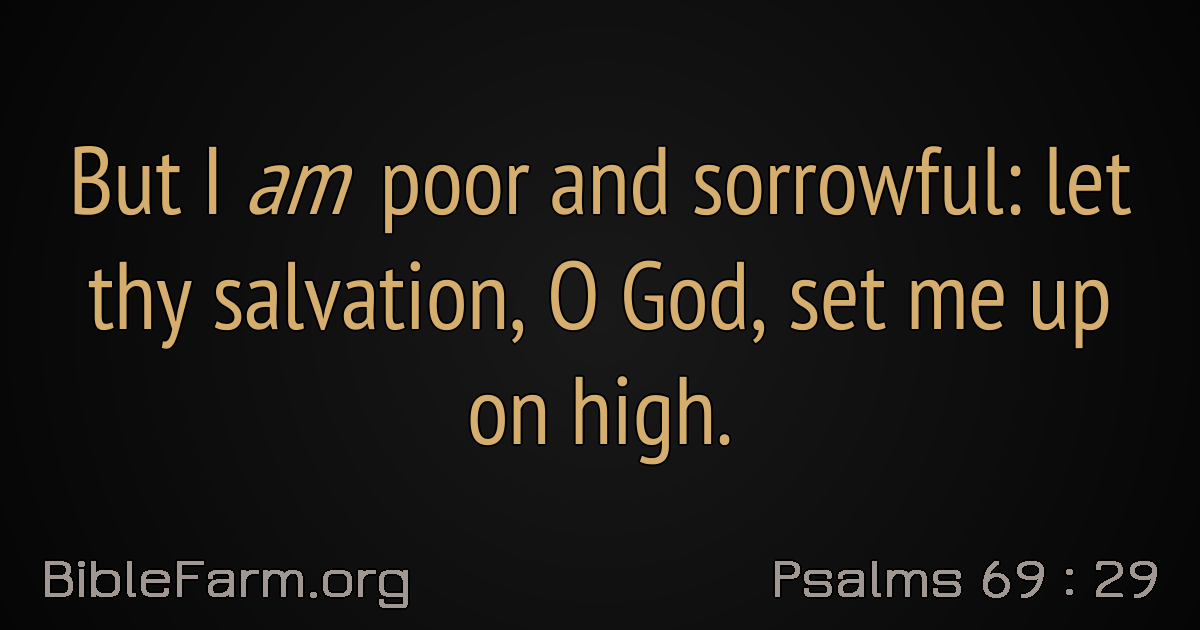 But I am poor and sorrowful: let
thy salvation, O God, set me up
on high.
BibleFarm.org
Psalms 69 : 29